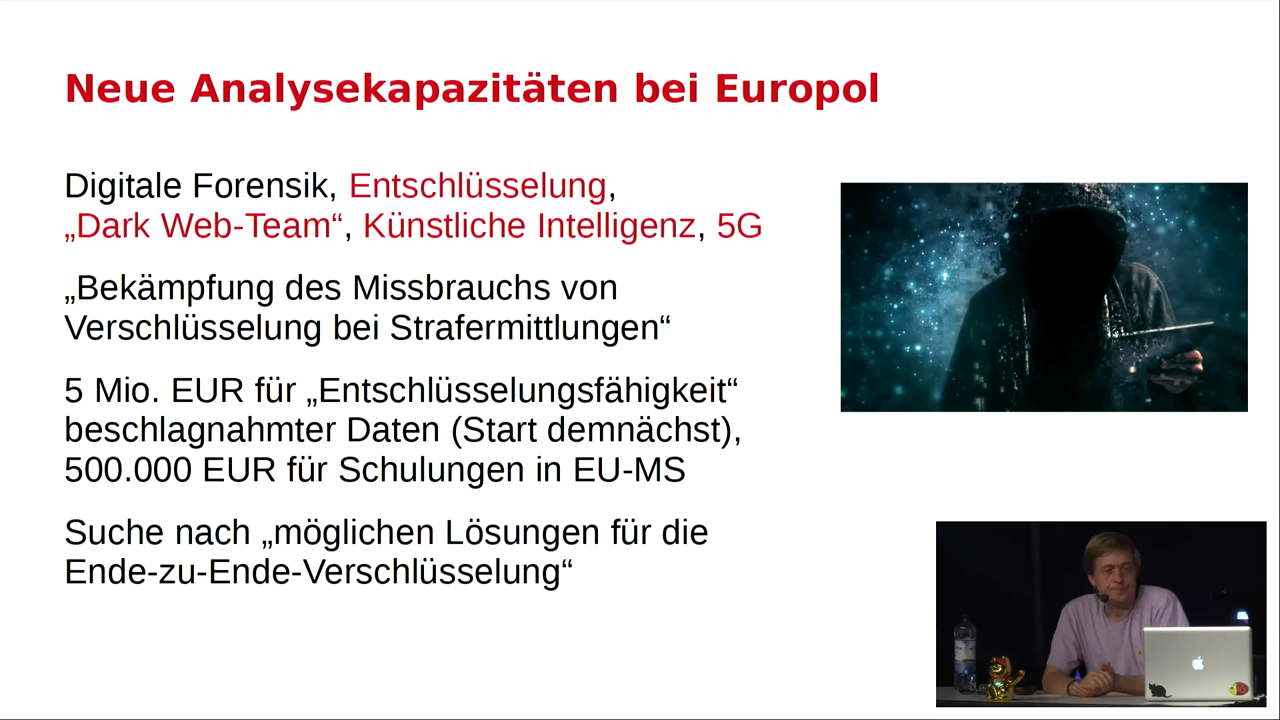 Neue Analysekapazitäten bei Europol
Digitale Forensik, Entschlüsselung,
„Dark Web-Team“, Künstliche Intelligenz, 5G
„Bekämpfung des Missbrauchs von
Verschlüsselung bei Strafermittlungen“
5 Mio. EUR für „Entschlüsselungsfähigkeit“
beschlagnahmter Daten (Start demnächst),
500.000 EUR für Schulungen in EU-MS
Suche nach „möglichen Lösungen für die
Ende-zu-Ende-Verschlüsselung“